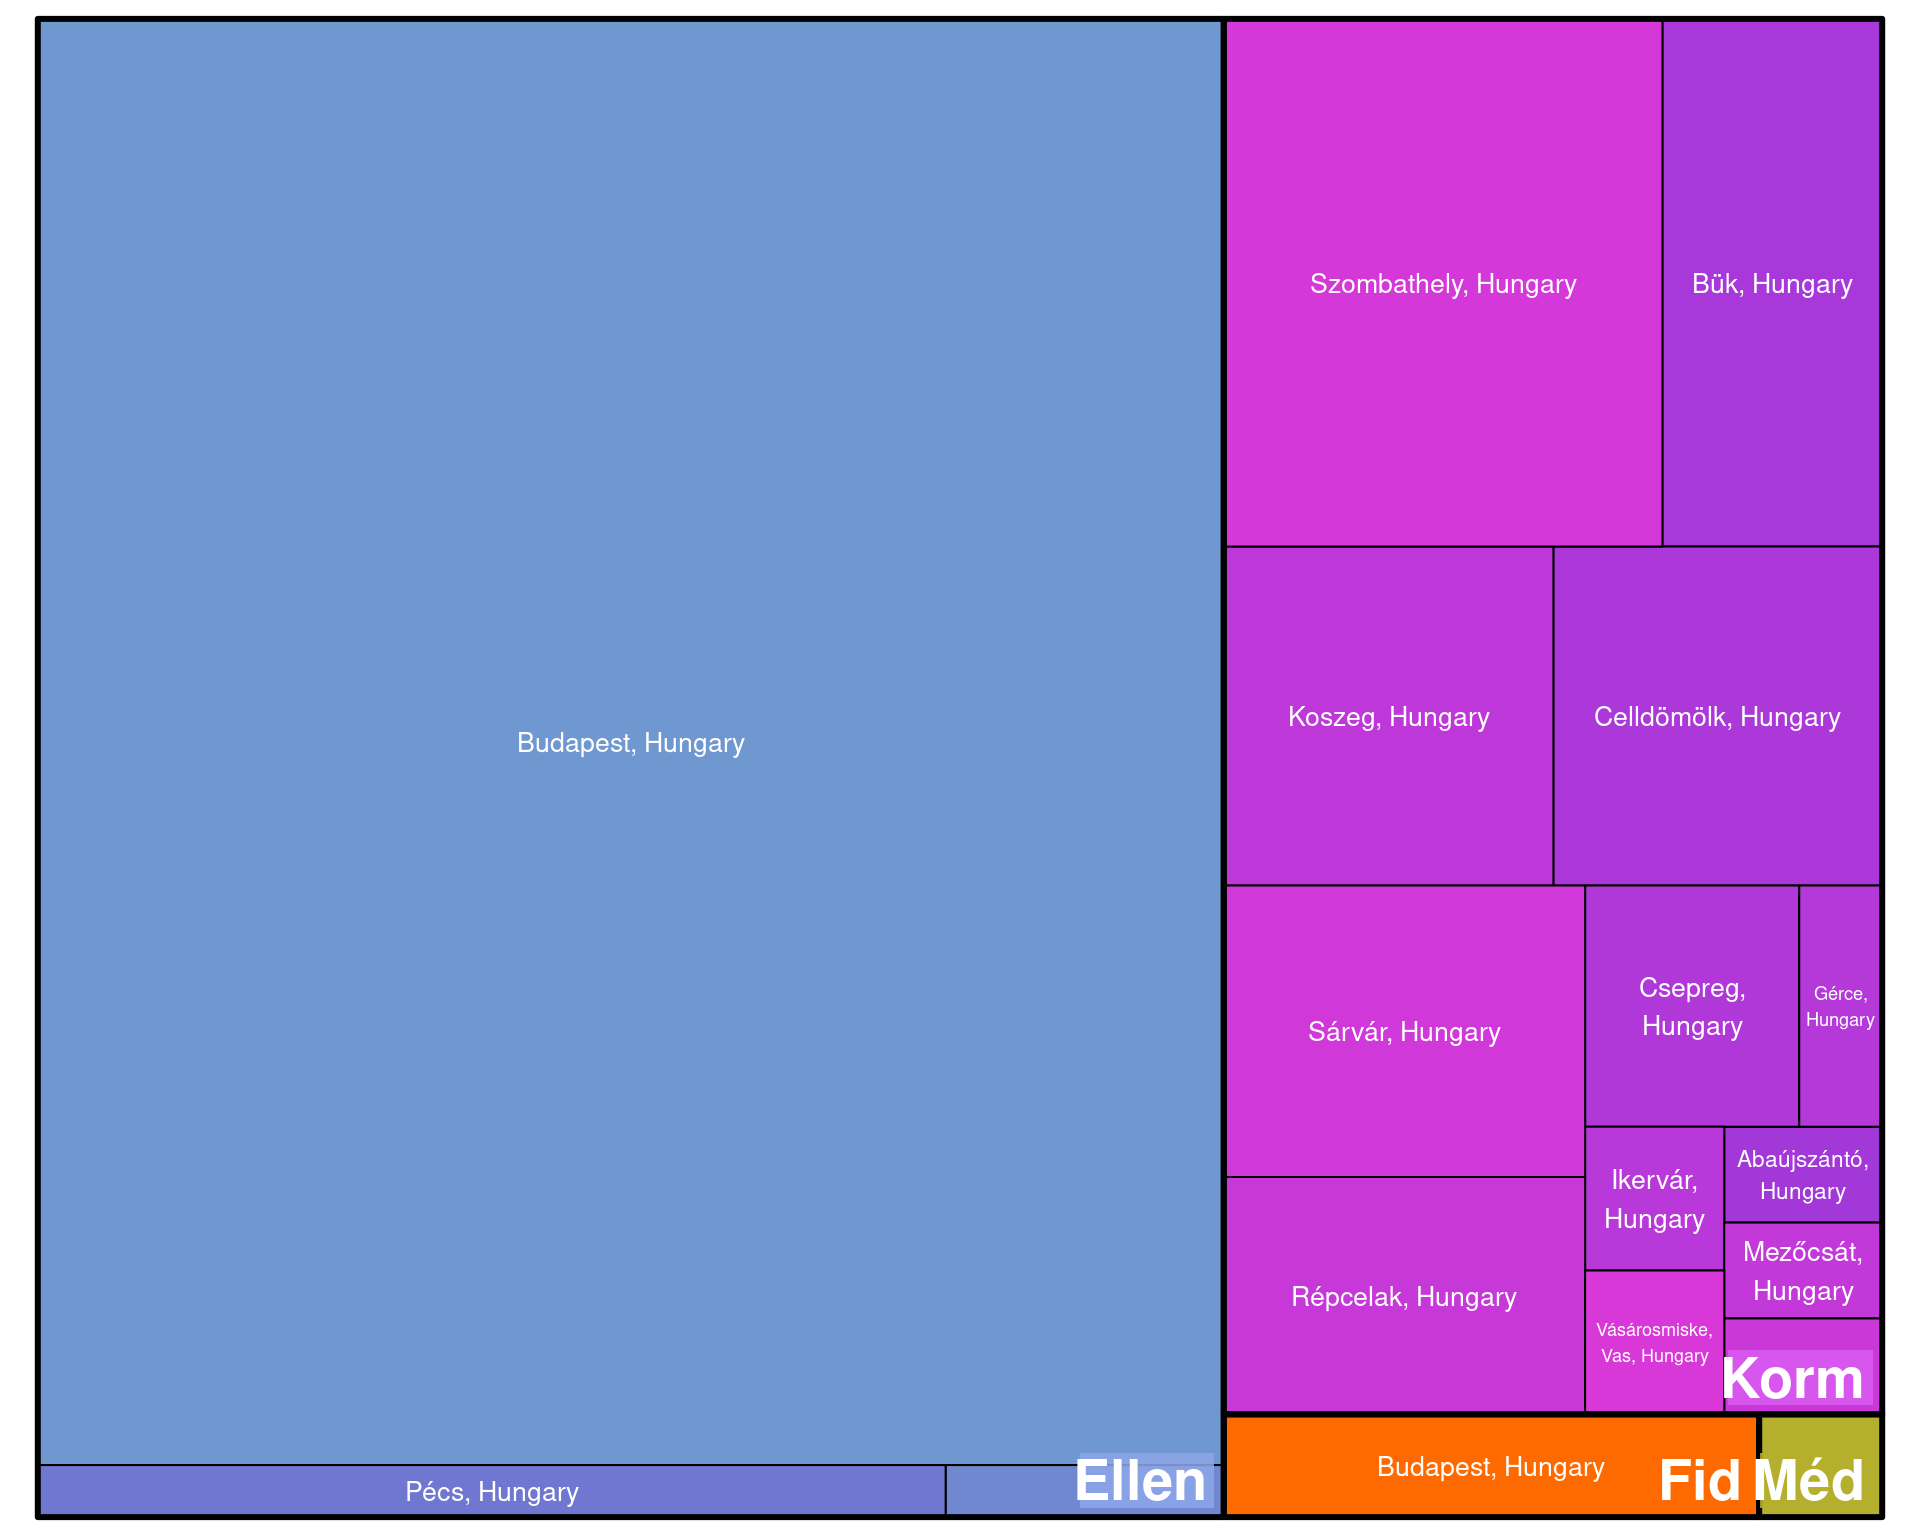 Budapest, Hungary
Pécs, Hungary
Ellen
Szombathely, Hungary
Bük, Hungary
Koszeg, Hungary
Celldömölk, Hungary
Sárvár, Hungary
Csepreg,
Hungary
Gérce,
Hungary
Répcelak, Hungary
Ikervár,
Hungary
Abaújszántó,
Hungary
Mezőcsát,
Hungary
Vásárosmiske,
Vas, Hungary
Korm
Budapest, Hungary
Fid
Méd